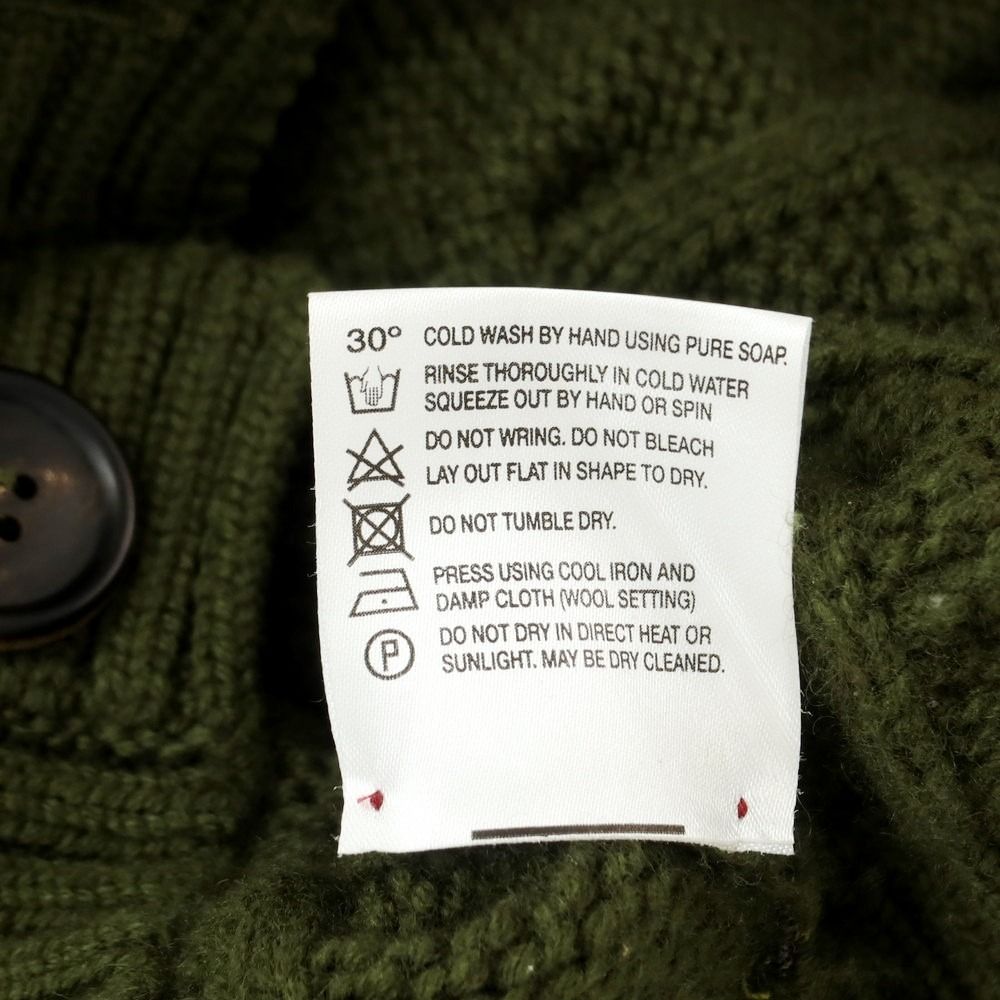 30° COLD WASH BY HAND USING PURE SOAP.
RINSE THOROUGHLY IN COLD WATER
SQUEEZE OUT BY HAND OR SPIN
DO NOT WRING. DO NOT BLEACH
LAY OUT FLAT IN SHAPE TO DRY.
DO NOT TUMBLE DRY.
PRESS USING COOL IRON AND
DAMP CLOTH (WOOL SETTING)
DO NOT DRY IN DIRECT HEAT OR
P SUNLIGHT. MAY BE DRY CLEANED.